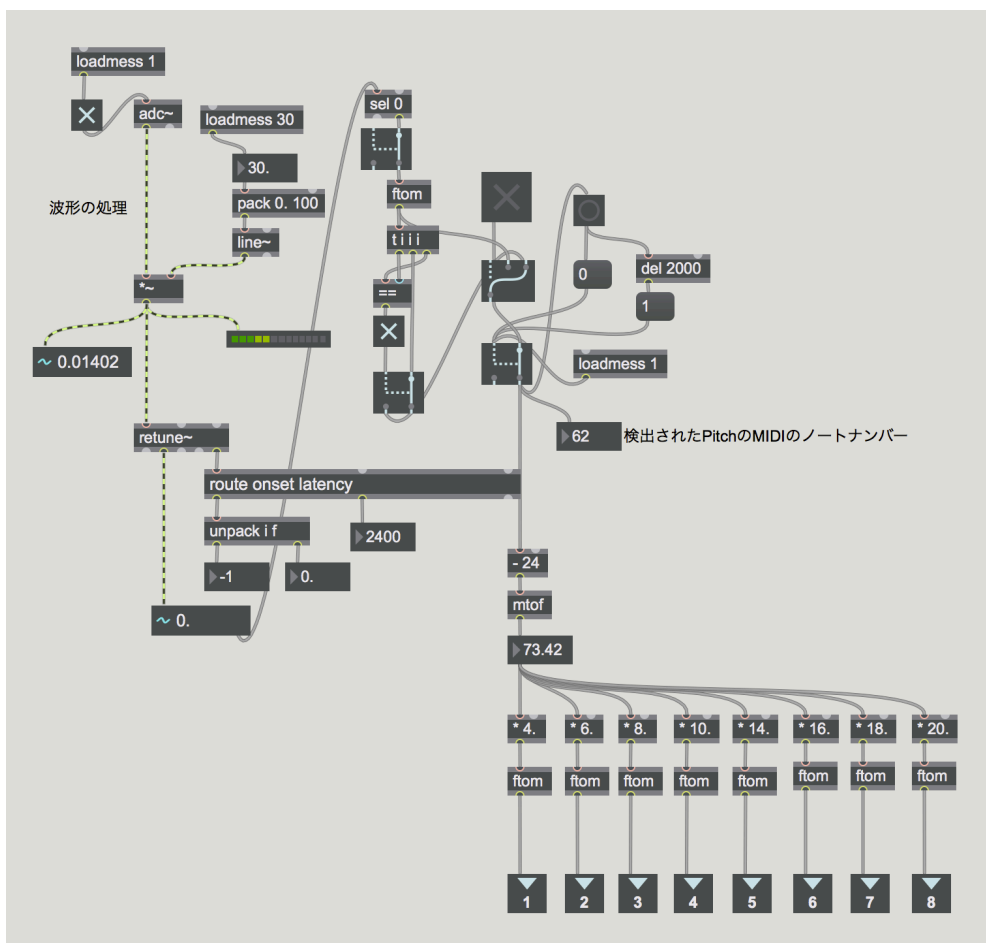 loadmess 1
adc~
loadmess 30
30.
pack 0. 100
line~
波形の処理
*~
0.01402
retune~
route onset latency
unpack i f
2400
-1
0.
~ 0.
sel 0
ftom
t i i i
==
0
del 2000
1
loadmess 1
62
検出されたPitchのMIDIのノートナンバー
- 24
mtof
73.42
* 4.
* 6.
* 8.
* 10.
* 14.
* 16.
* 18.
* 20.
ftom
ftom
ftom
ftom
ftom
ftom
ftom
ftom
1
2
3
4
5
6
7
8